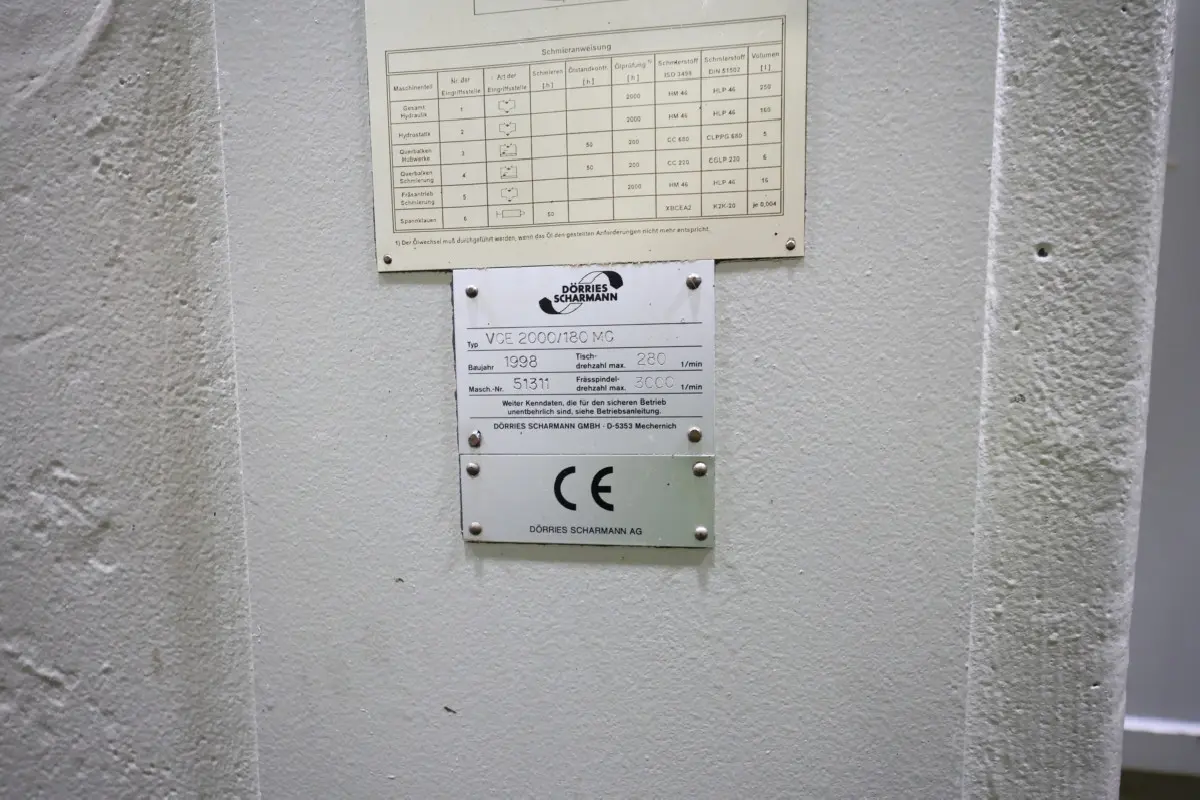 Schmieranweisung
Maschinenteil Nr. der Eingriffsstelle Art der Eingriffsstelle Schmieren [h] Ölstandkontr. [h] Ölprüfung 1) [h] Schmierstoff ISO 3498 Schmierstoff DIN 51502 Volumen [l]
Gesamt Hydraulik 1 2000 HM 46 HLP 46 250
Hydrostatik 2 2000 HM 46 HLP 46 160
Querbalken Hubwerke 3 50 200 CC 680 CLPPG 680 5
Querbalken Schmierung 4 50 200 CC 220 CGLP 220 5
Fräsantrieb Schmierung 5 2000 HM 46 HLP 46 15
Spannklauen 6 50 XBCEA2 K2K-20 je 0,004
1) Der Ölwechsel muß durchgeführt werden, wenn das Öl den gestellten Anforderungen nicht mehr entspricht.
DÖRRIES
SCHARMANN
Typ VCE 2000/180 MC
Baujahr 1998 Tisch-drehzahl max. 280 1/min
Masch.-Nr. 51311 Frässpindel-drehzahl max. 3000 1/min
Weiter Kenndaten, die für den sicheren Betrieb
unentbehrlich sind, siehe Betriebsanleitung.
DÖRRIES SCHARMANN GMBH · D-5353 Mechernich
CE
DÖRRIES SCHARMANN AG